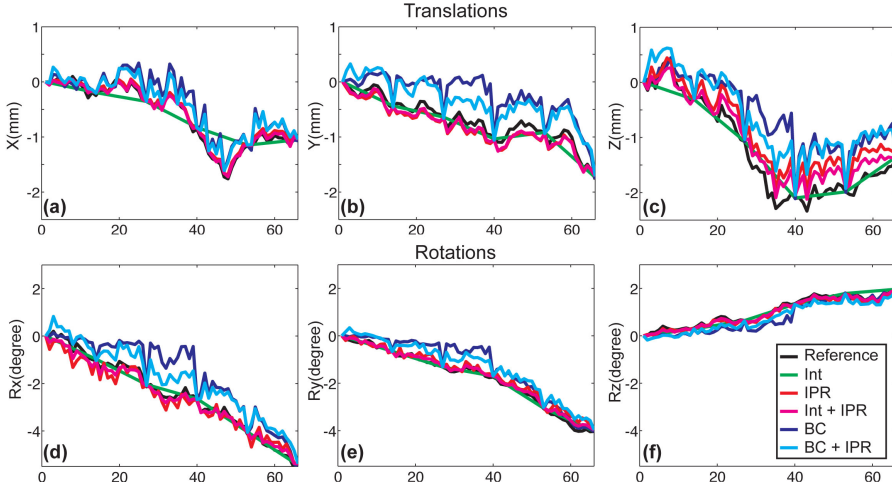 Translations
1
0
-1
-2
X(mm)
(a)
0
20
40
60
1
0
-1
-2
Y(mm)
(b)
0
20
40
60
1
0
-1
-2
Z(mm)
(c)
0
20
40
60
Rotations
2
0
-2
-4
Rx(degree)
(d)
0
20
40
60
2
0
-2
-4
Ry(degree)
(e)
0
20
40
60
2
0
-2
-4
Rz(degree)
(f)
0
20
40
60
Reference
Int
IPR
Int + IPR
BC
BC + IPR